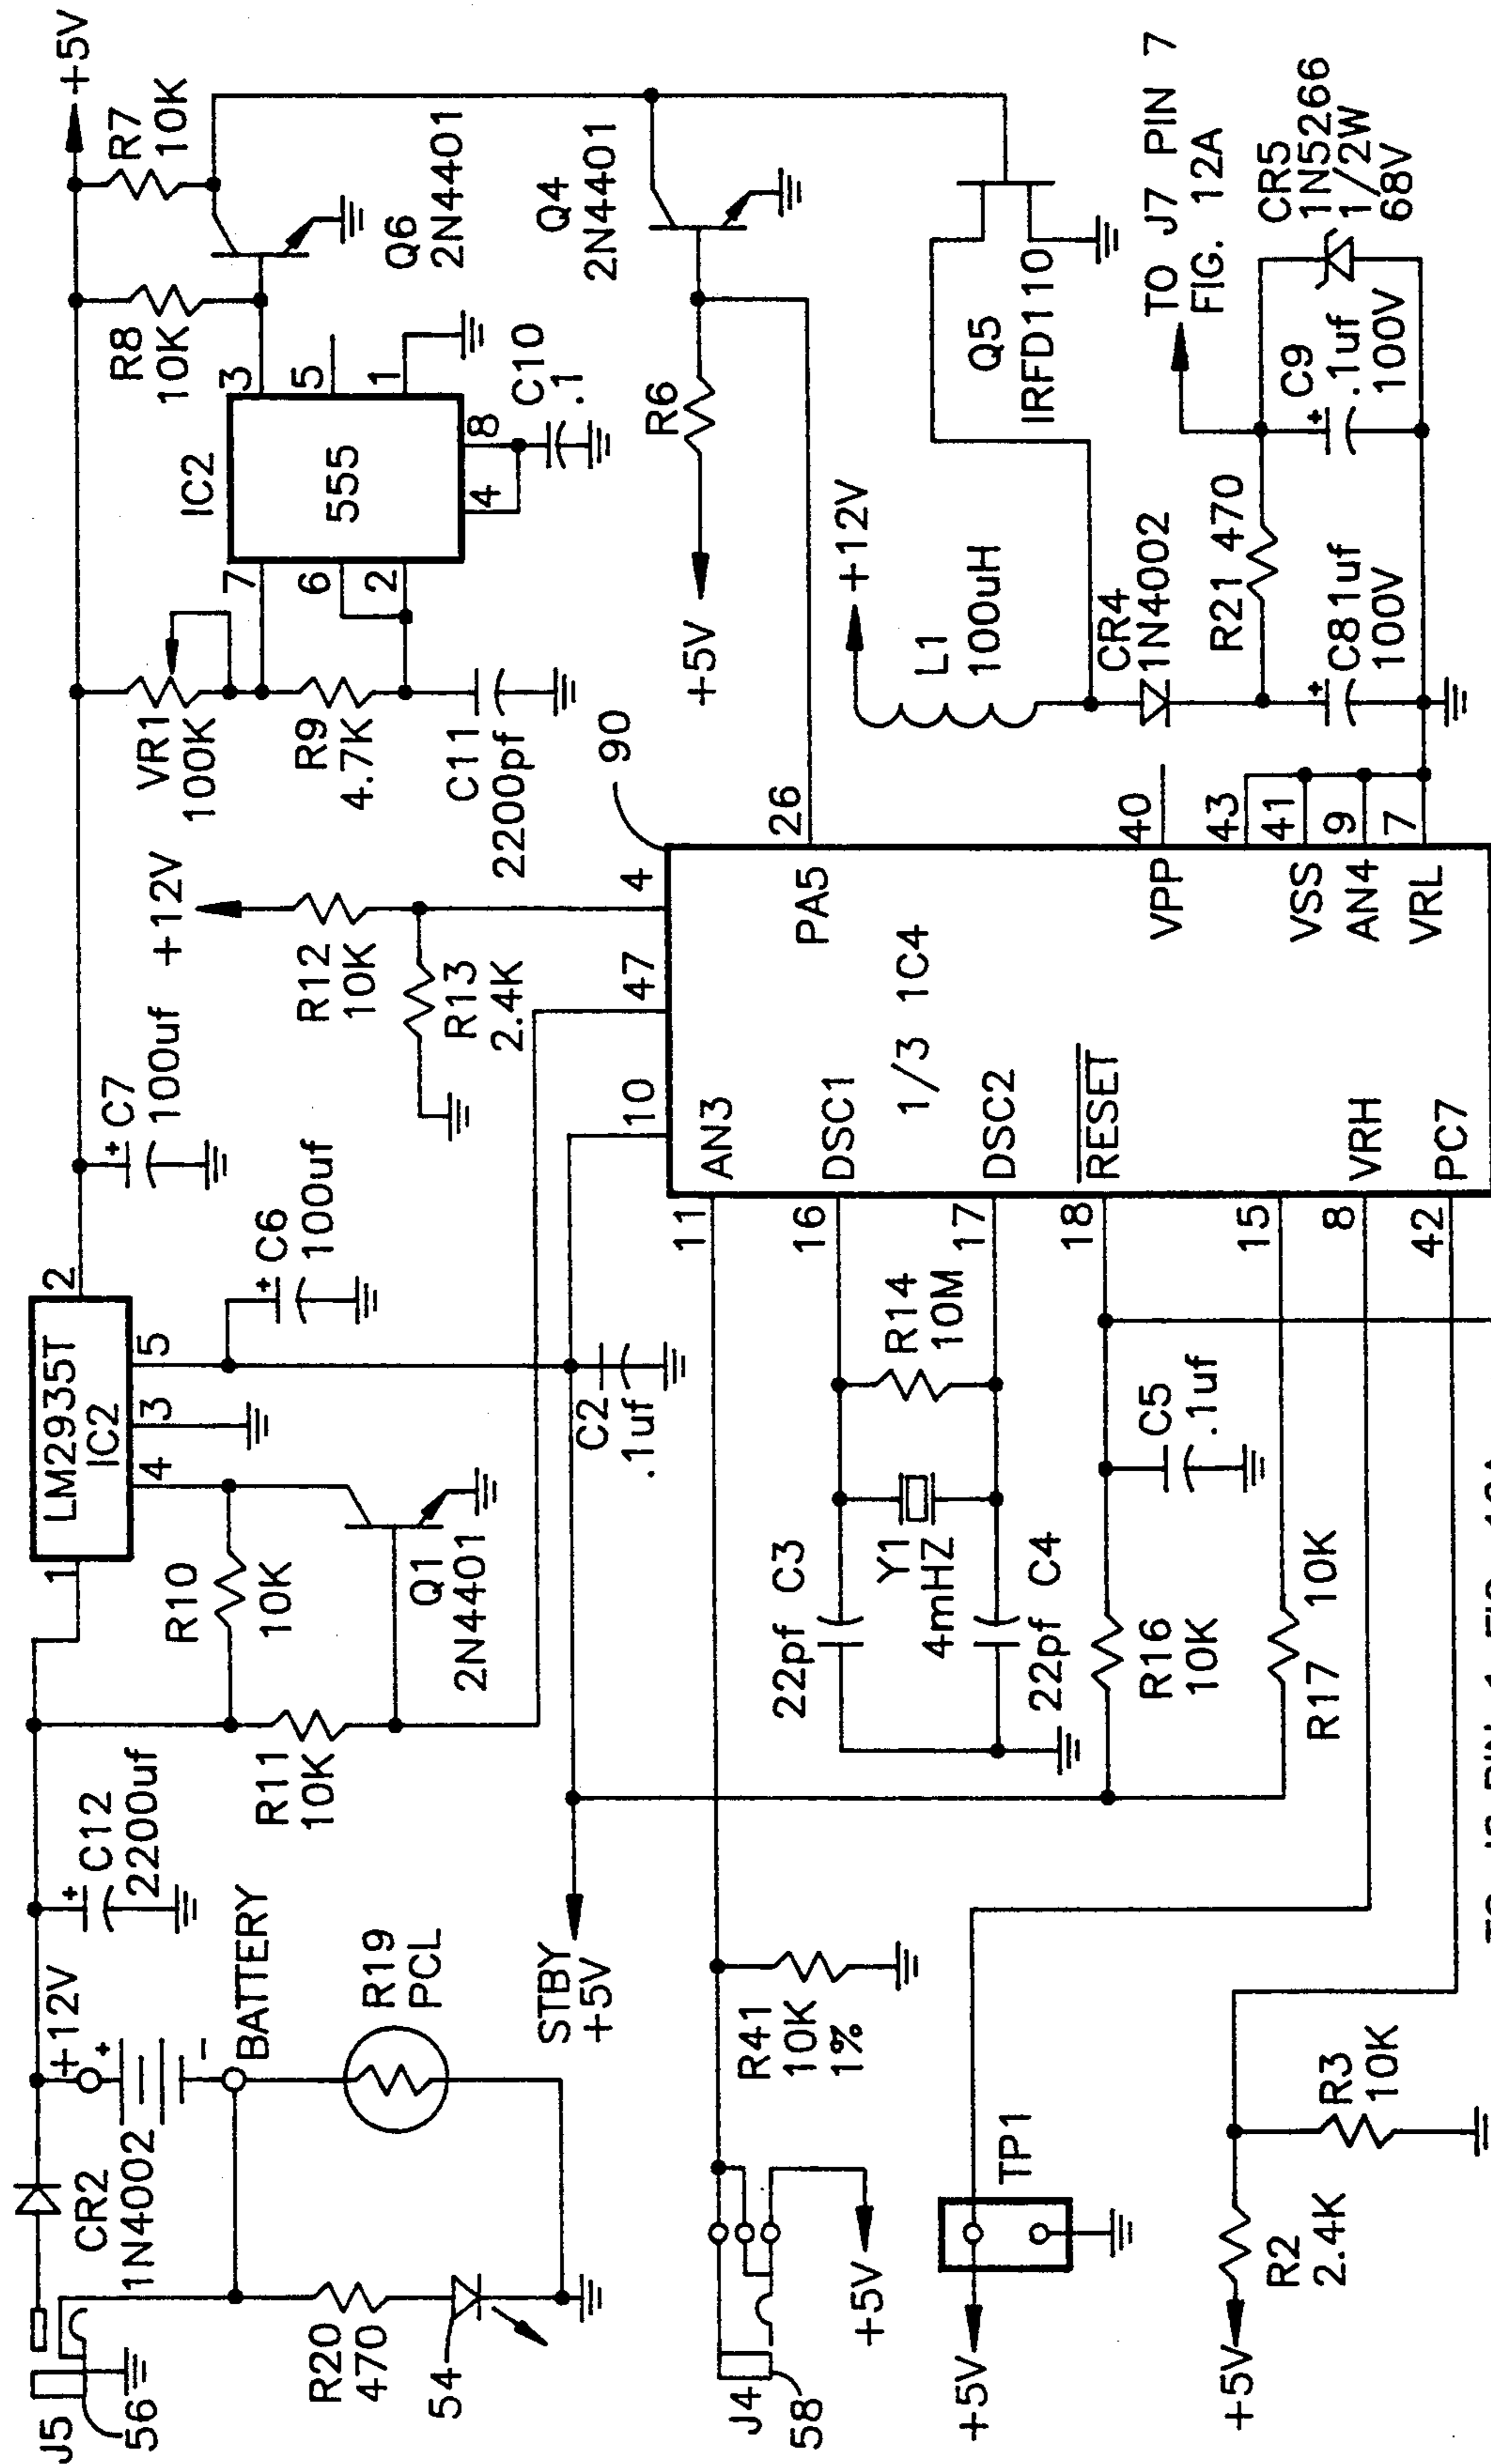 J5
56
CR2
1N4002
+12V
+
-
BATTERY
R19
PCL
R20
470
54
C12
2200uf
+
R11
10K
R10
10K
Q1
2N4401
LM2935T
IC2
1
4
3
5
2
C6
100uf
+
C7
100uf
+
C2
.1uf
STBY
+5V
+12V
R12
10K
R13
2.4K
VR1
100K
R9
4.7K
C11
2200pf
IC2
555
7
6
2
3
5
1
4
8
C10
.1
R8
10K
R7
10K
+5V
Q6
2N4401
Q4
2N4401
R6
+5V
Q5
IRFD110
+12V
L1
100uH
CR4
1N4002
R21 470
C8 1uf
100V
+
C9
.1uf
100V
+
TO J7 PIN 7
FIG. 12A
CR5
1N5266
1/2W
68V
90
10
47
4
11
AN3
16
DSC1
17
DSC2
18
RESET
15
8
VRH
42
PC7
1/3 1C4
PA5
26
VPP
40
43
VSS
41
AN4
9
VRL
7
22pf C3
Y1
4mHZ
22pf C4
R14
10M
R16
10K
C5
.1uf
R17
10K
J4
58
+5V
R41
10K
1%
TP1
+5V
+5V
R2
2.4K
R3
10K